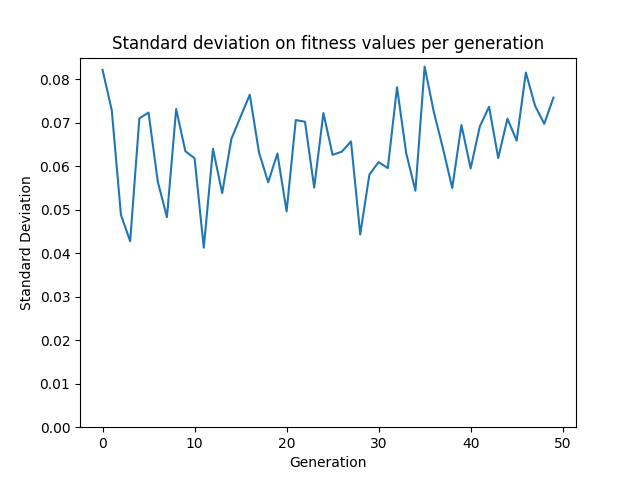 Standard deviation on fitness values per generation
0.08
0.07
0.06
0.05
0.04
0.03
0.02
0.01
0.00
Standard Deviation
0 10 20 30 40 50
Generation